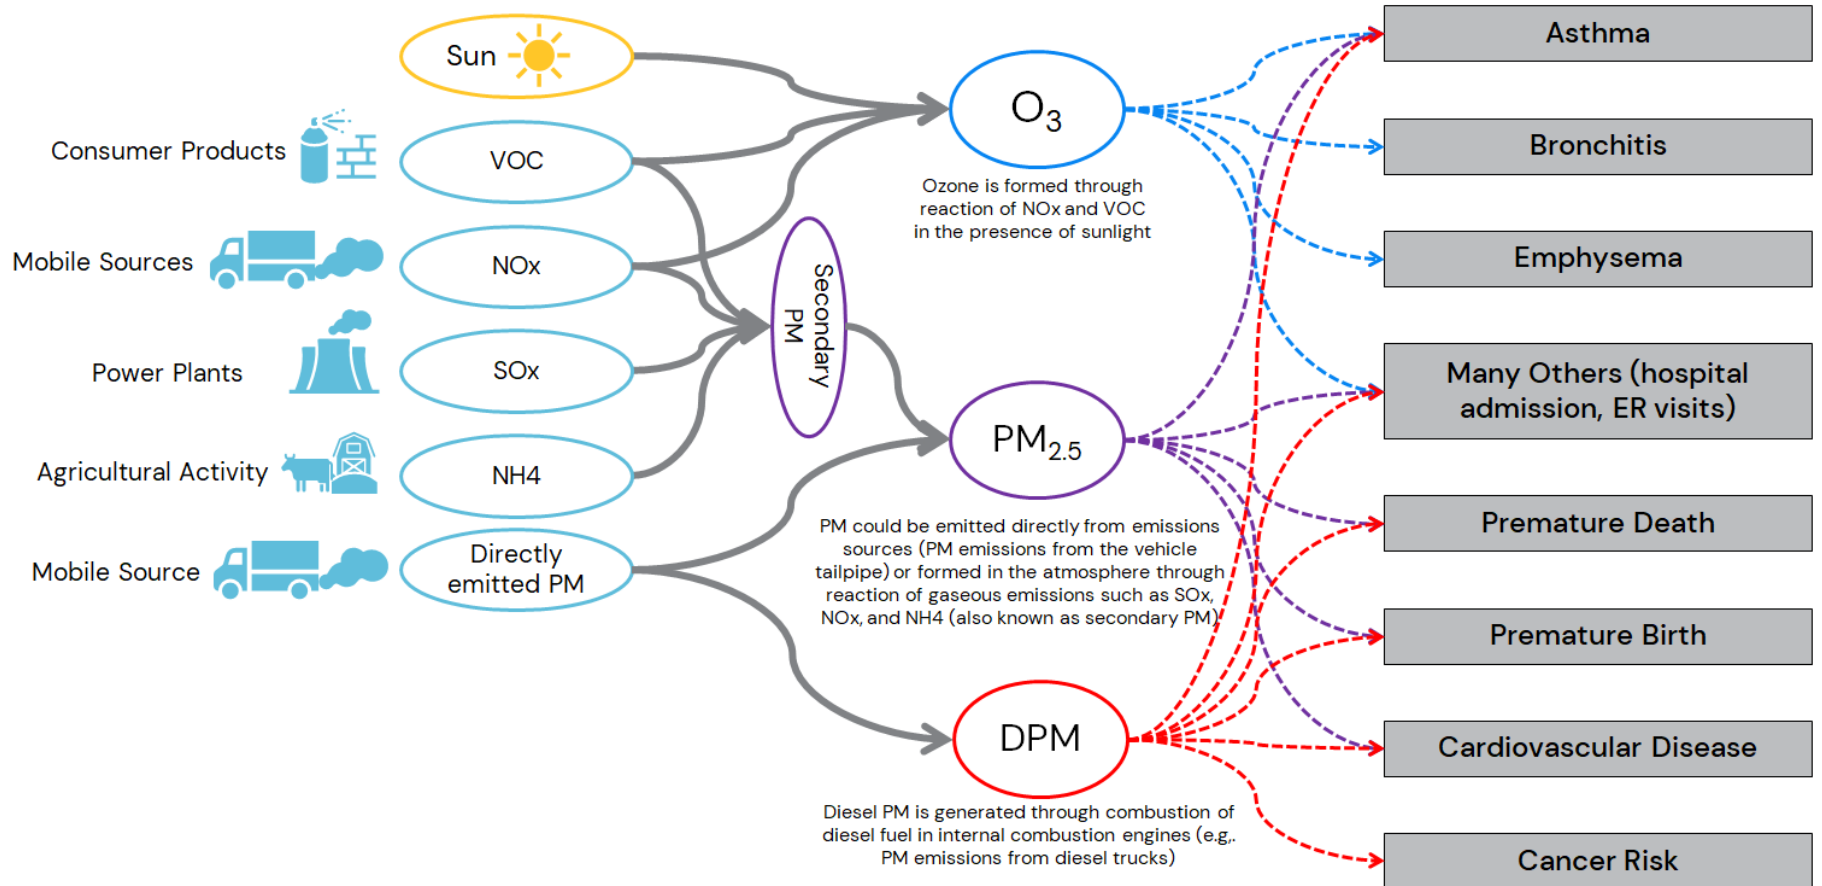 Sun
Consumer Products
VOC
Mobile Sources
NOx
Power Plants
SOx
Agricultural Activity
NH4
Mobile Source
Directly
emitted PM
Secondary
PM
O₃
Ozone is formed through
reaction of NOx and VOC
in the presence of sunlight
PM₂.₅
PM could be emitted directly from emissions
sources (PM emissions from the vehicle
tailpipe) or formed in the atmosphere through
reaction of gaseous emissions such as SOx,
NOx, and NH4 (also known as secondary PM)
DPM
Diesel PM is generated through combustion of
diesel fuel in internal combustion engines (e.g,.
PM emissions from diesel trucks)
Asthma
Bronchitis
Emphysema
Many Others (hospital
admission, ER visits)
Premature Death
Premature Birth
Cardiovascular Disease
Cancer Risk